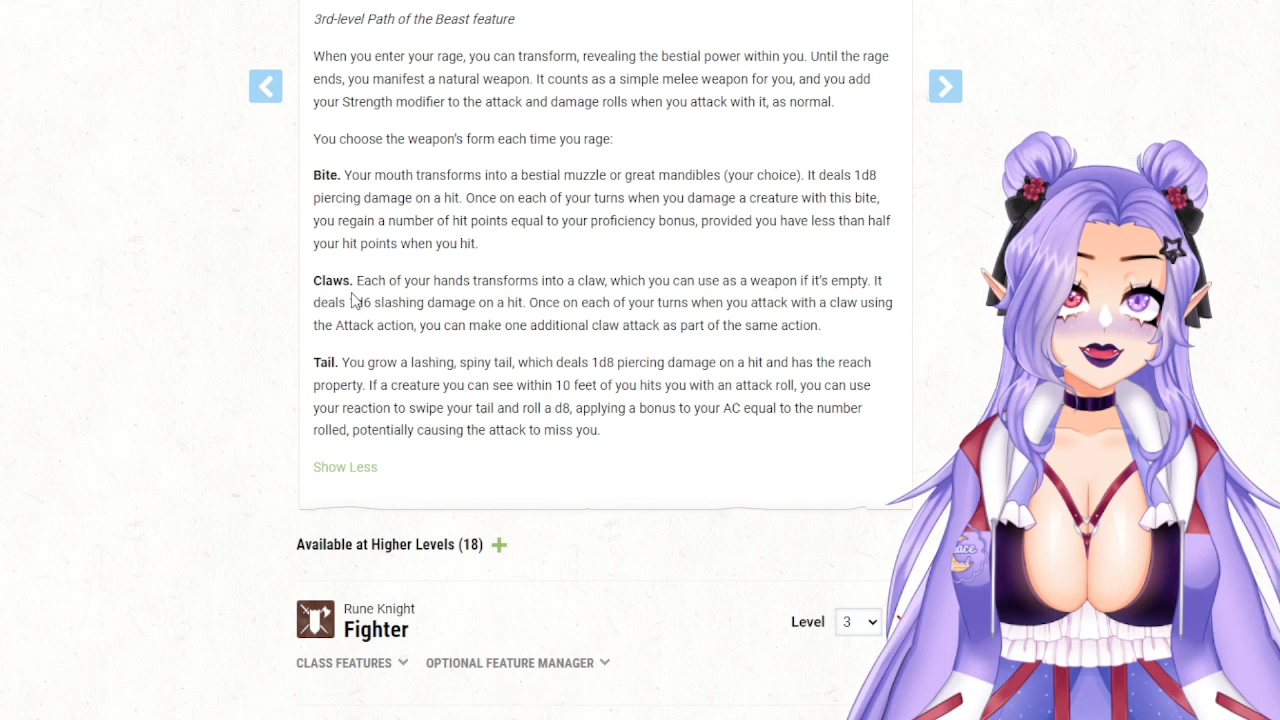 3rd-level Path of the Beast feature
When you enter your rage, you can transform, revealing the bestial power within you. Until the rage
ends, you manifest a natural weapon. It counts as a simple melee weapon for you, and you add
your Strength modifier to the attack and damage rolls when you attack with it, as normal.
You choose the weapon's form each time you rage:
Bite. Your mouth transforms into a bestial muzzle or great mandibles (your choice). It deals 1d8
piercing damage on a hit. Once on each of your turns when you damage a creature with this bite,
you regain a number of hit points equal to your proficiency bonus, provided you have less than half
your hit points when you hit.
Claws. Each of your hands transforms into a claw, which you can use as a weapon if it's empty. It
deals 1d6 slashing damage on a hit. Once on each of your turns when you attack with a claw using
the Attack action, you can make one additional claw attack as part of the same action.
Tail. You grow a lashing, spiny tail, which deals 1d8 piercing damage on a hit and has the reach
property. If a creature you can see within 10 feet of you hits you with an attack roll, you can use
your reaction to swipe your tail and roll a d8, applying a bonus to your AC equal to the number
rolled, potentially causing the attack to miss you.
Show Less
Available at Higher Levels (18)
Rune Knight
Fighter
Level 3
CLASS FEATURES OPTIONAL FEATURE MANAGER